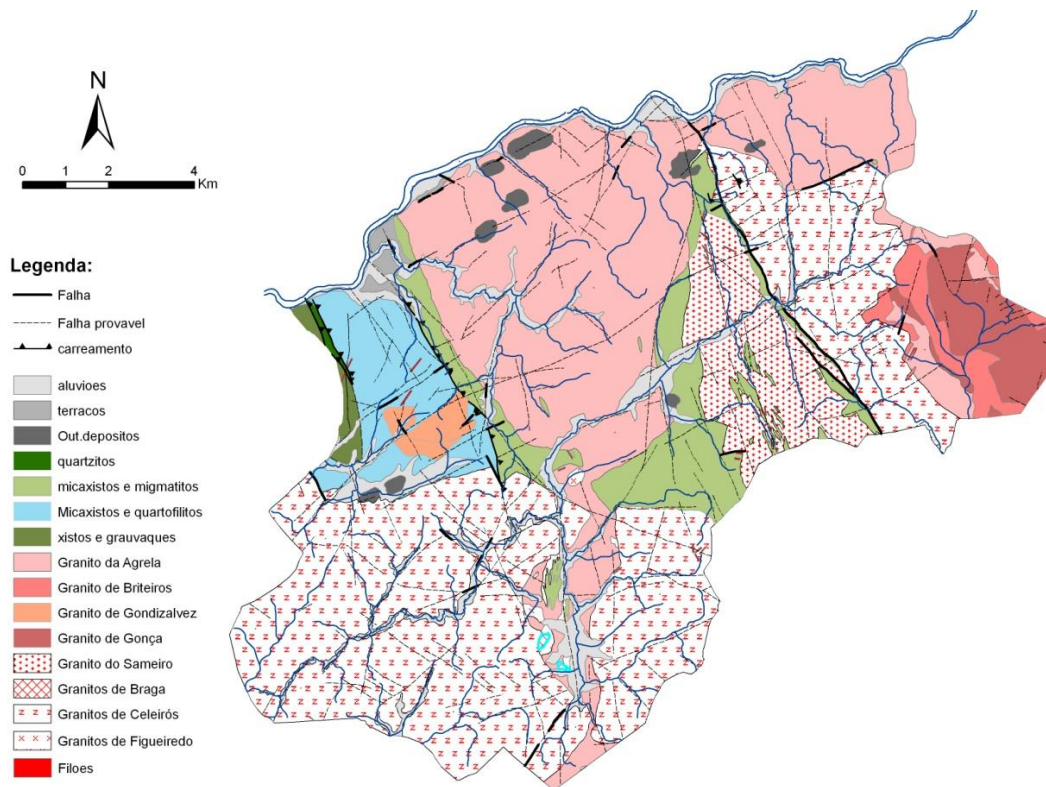 N
0 1 2 4
Km
Legenda:
Falha
Falha provavel
carreamento
aluvioes
terracos
Out.depositos
quartzitos
micaxistos e migmatitos
Micaxistos e quartofilitos
xistos e grauvaques
Granito da Agrela
Granito de Briteiros
Granito de Gondizalvez
Granito de Gonça
Granito do Sameiro
Granitos de Braga
Granitos de Celeirós
Granitos de Figueiredo
Filoes